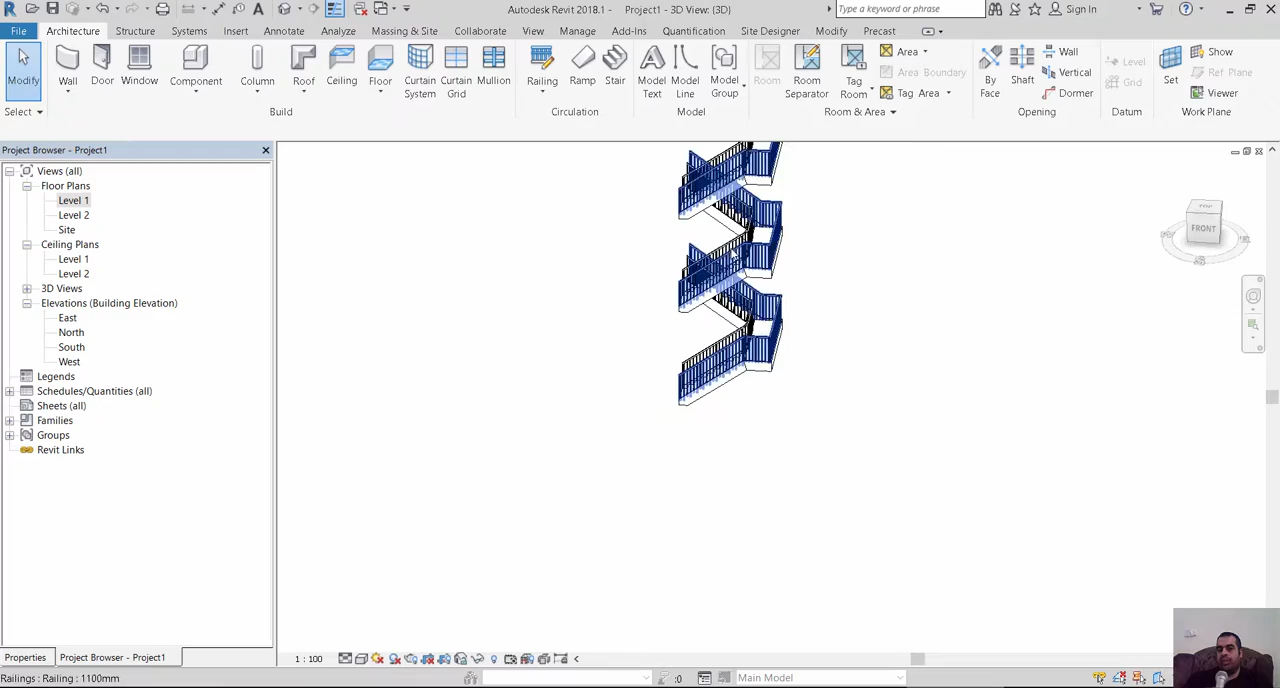 Autodesk Revit 2018.1 - Project1 - 3D View: {3D}
Type a keyword or phrase
Sign In
File Architecture Structure Systems Insert Annotate Analyze Massing & Site Collaborate View Manage Add-Ins Quantification Site Designer Modify Precast
Modify
Wall
Door
Window
Component
Column
Roof
Ceiling
Floor
Curtain System
Curtain Grid
Mullion
Railing
Ramp
Stair
Model Text
Model Line
Model Group
Room
Room Separator
Tag Room
Area
Area Boundary
Tag Area
By Face
Shaft
Wall
Vertical
Dormer
Level
Grid
Set
Show
Ref Plane
Viewer
Select
Build
Circulation
Model
Room & Area
Opening
Datum
Work Plane
Project Browser - Project1
Views (all)
Floor Plans
Level 1
Level 2
Site
Ceiling Plans
Level 1
Level 2
3D Views
Elevations (Building Elevation)
East
North
South
West
Legends
Schedules/Quantities (all)
Sheets (all)
Families
Groups
Revit Links
TOP
FRONT
Properties
Project Browser - Project1
1 : 100
Railings : Railing : 1100mm
:0
Main Model